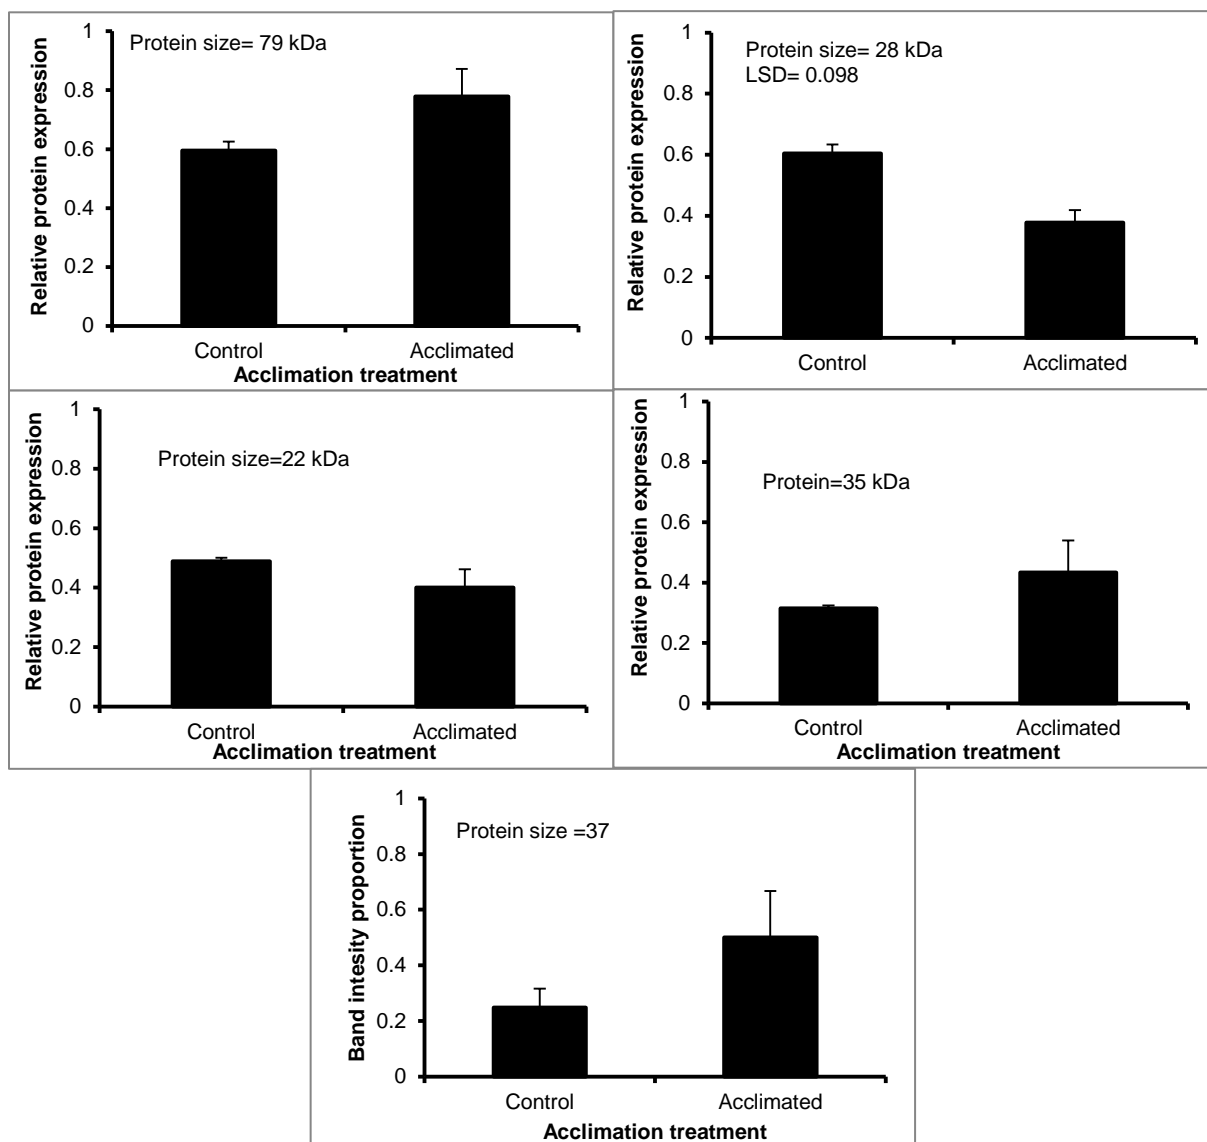 Protein size= 79 kDa
Relative protein expression
1
0.8
0.6
0.4
0.2
0
Control Acclimated
Acclimation treatment
Protein size= 28 kDa
LSD= 0.098
Relative protein expression
1
0.8
0.6
0.4
0.2
0
Control Acclimated
Protein size=22 kDa
Relative protein expression
1
0.8
0.6
0.4
0.2
0
Control Acclimated
Acclimation treatment
Protein=35 kDa
Relative protein expression
1
0.8
0.6
0.4
0.2
0
Control Acclimated
Acclimation treatment
Protein size =37
Band intesity proportion
1
0.8
0.6
0.4
0.2
0
Control Acclimated
Acclimation treatment